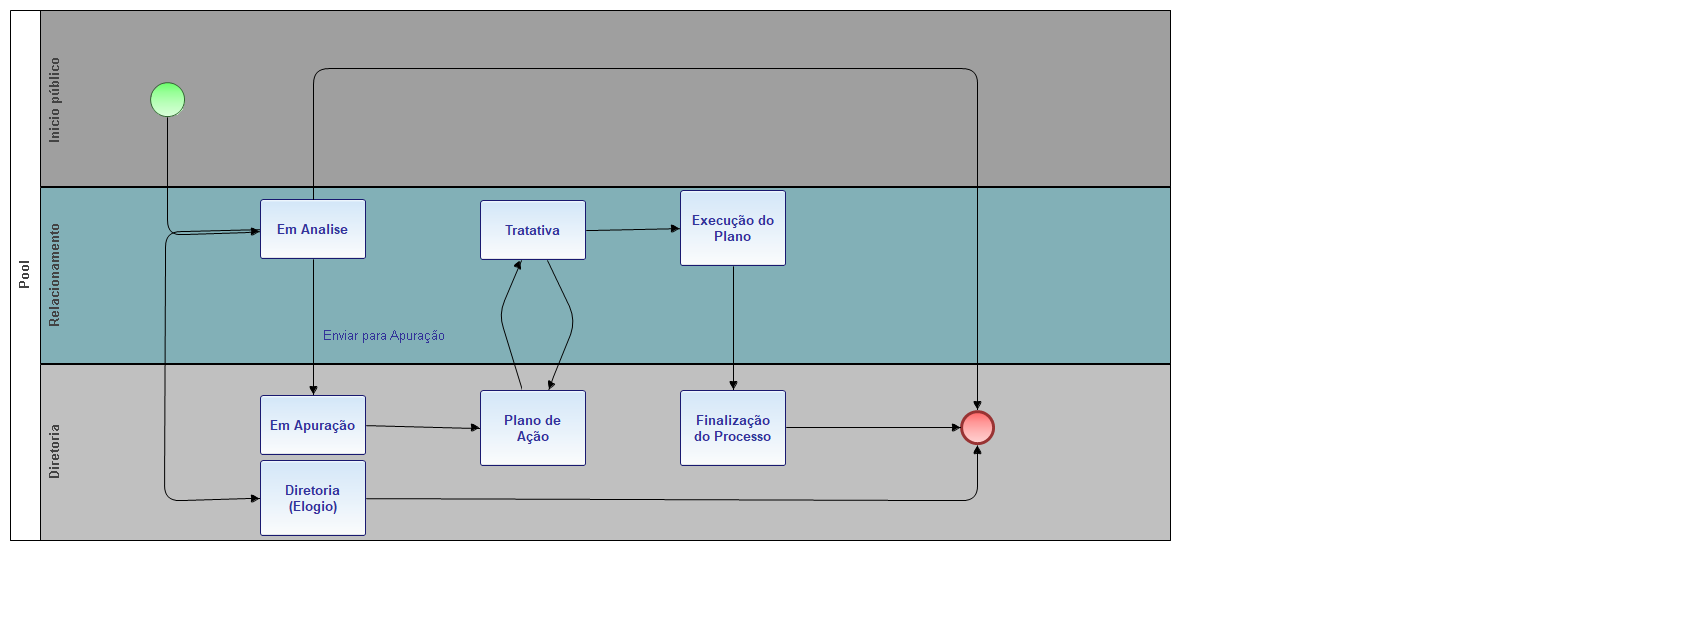 Pool
Inicio público
Relacionamento
Em Analise
Tratativa
Execução do
Plano
Enviar para Apuração
Diretoria
Em Apuração
Plano de
Ação
Finalização
do Processo
Diretoria
(Elogio)